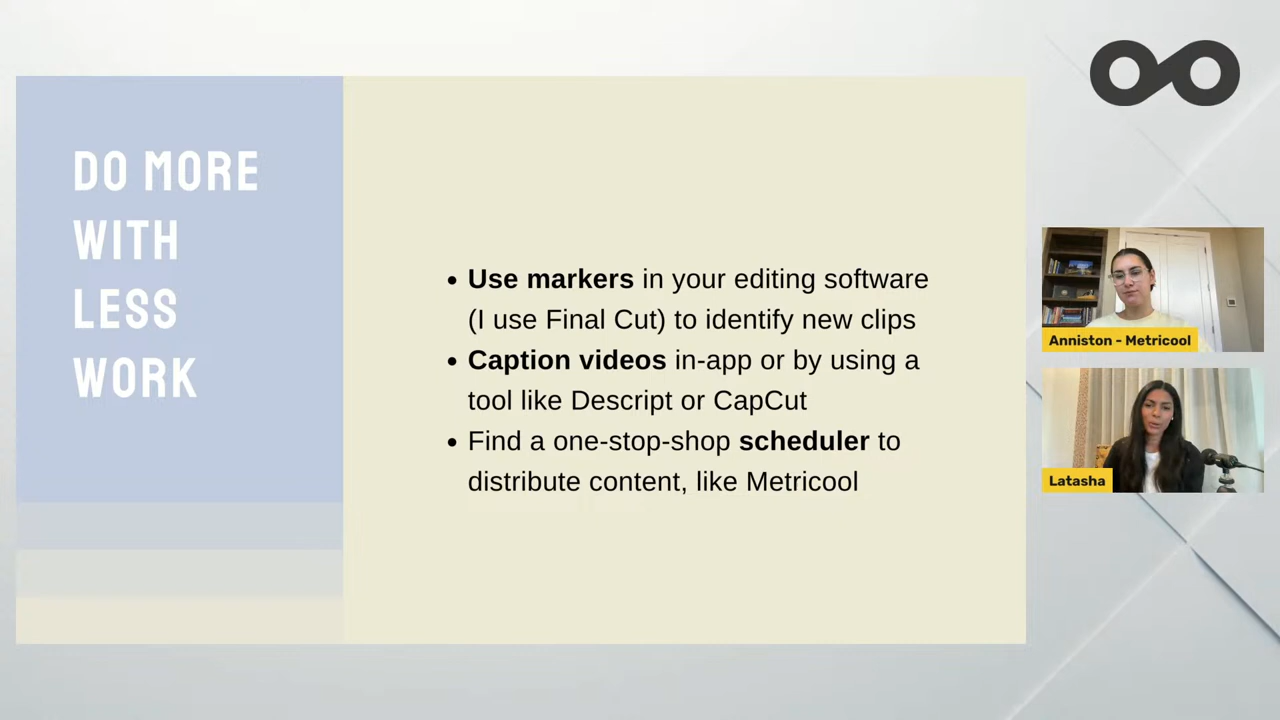 DO MORE
WITH
LESS
WORK
• Use markers in your editing software
(I use Final Cut) to identify new clips
• Caption videos in-app or by using a
tool like Descript or CapCut
• Find a one-stop-shop scheduler to
distribute content, like Metricool
Anniston - Metricool
Latasha